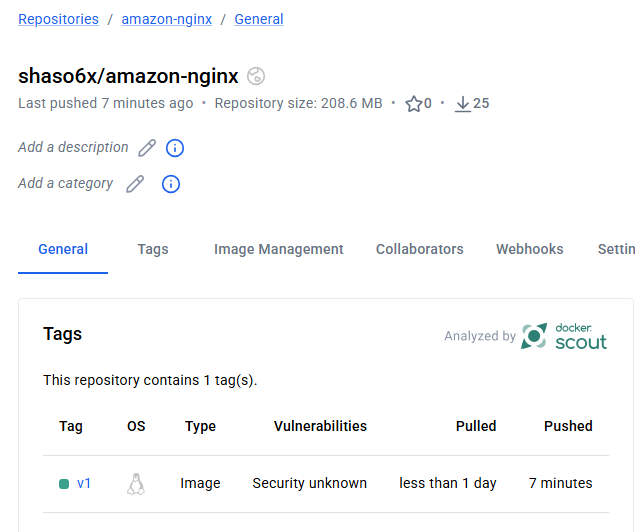 Repositories / amazon-nginx / General
shaso6x/amazon-nginx
Last pushed 7 minutes ago • Repository size: 208.6 MB • 0 • 25
Add a description
Add a category
General Tags Image Management Collaborators Webhooks Settin
Tags Analyzed by docker scout
This repository contains 1 tag(s).
Tag OS Type Vulnerabilities Pulled Pushed
v1 Image Security unknown less than 1 day 7 minutes